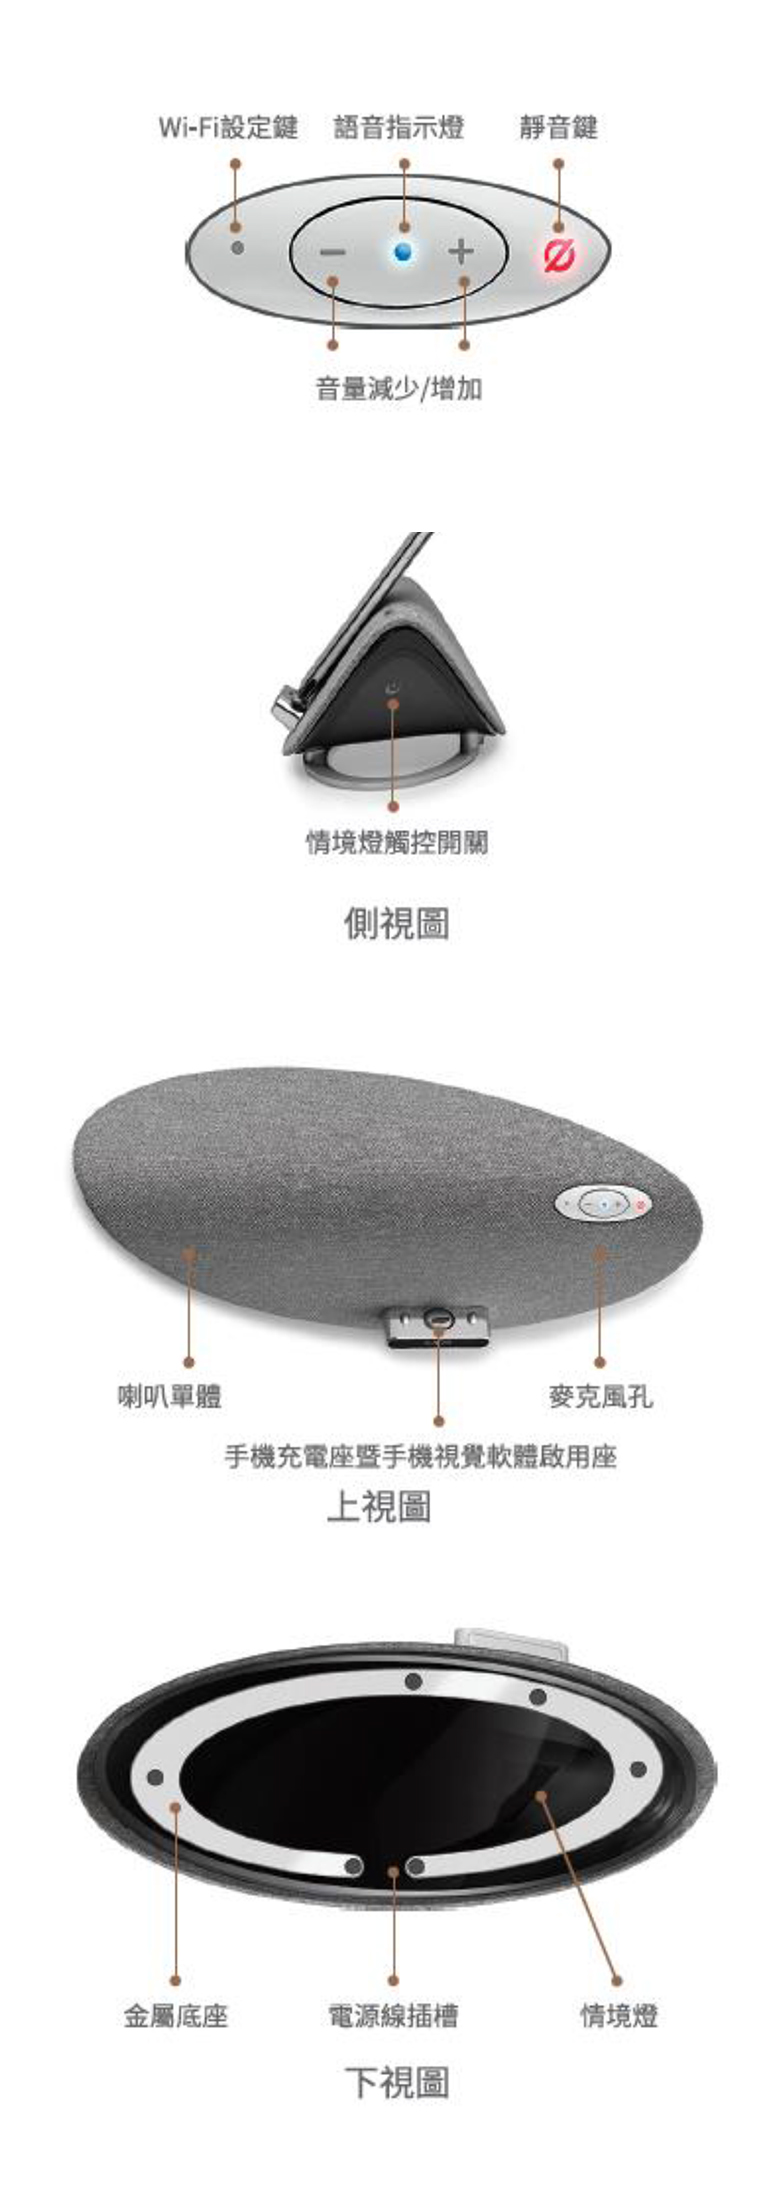 Wi-Fi設定鍵 語音指示燈 靜音鍵
音量減少/增加
情境燈觸控開關
側視圖
喇叭單體 麥克風孔
手機充電座暨手機視覺軟體啟用座
上視圖
金屬底座 電源線插槽 情境燈
下視圖